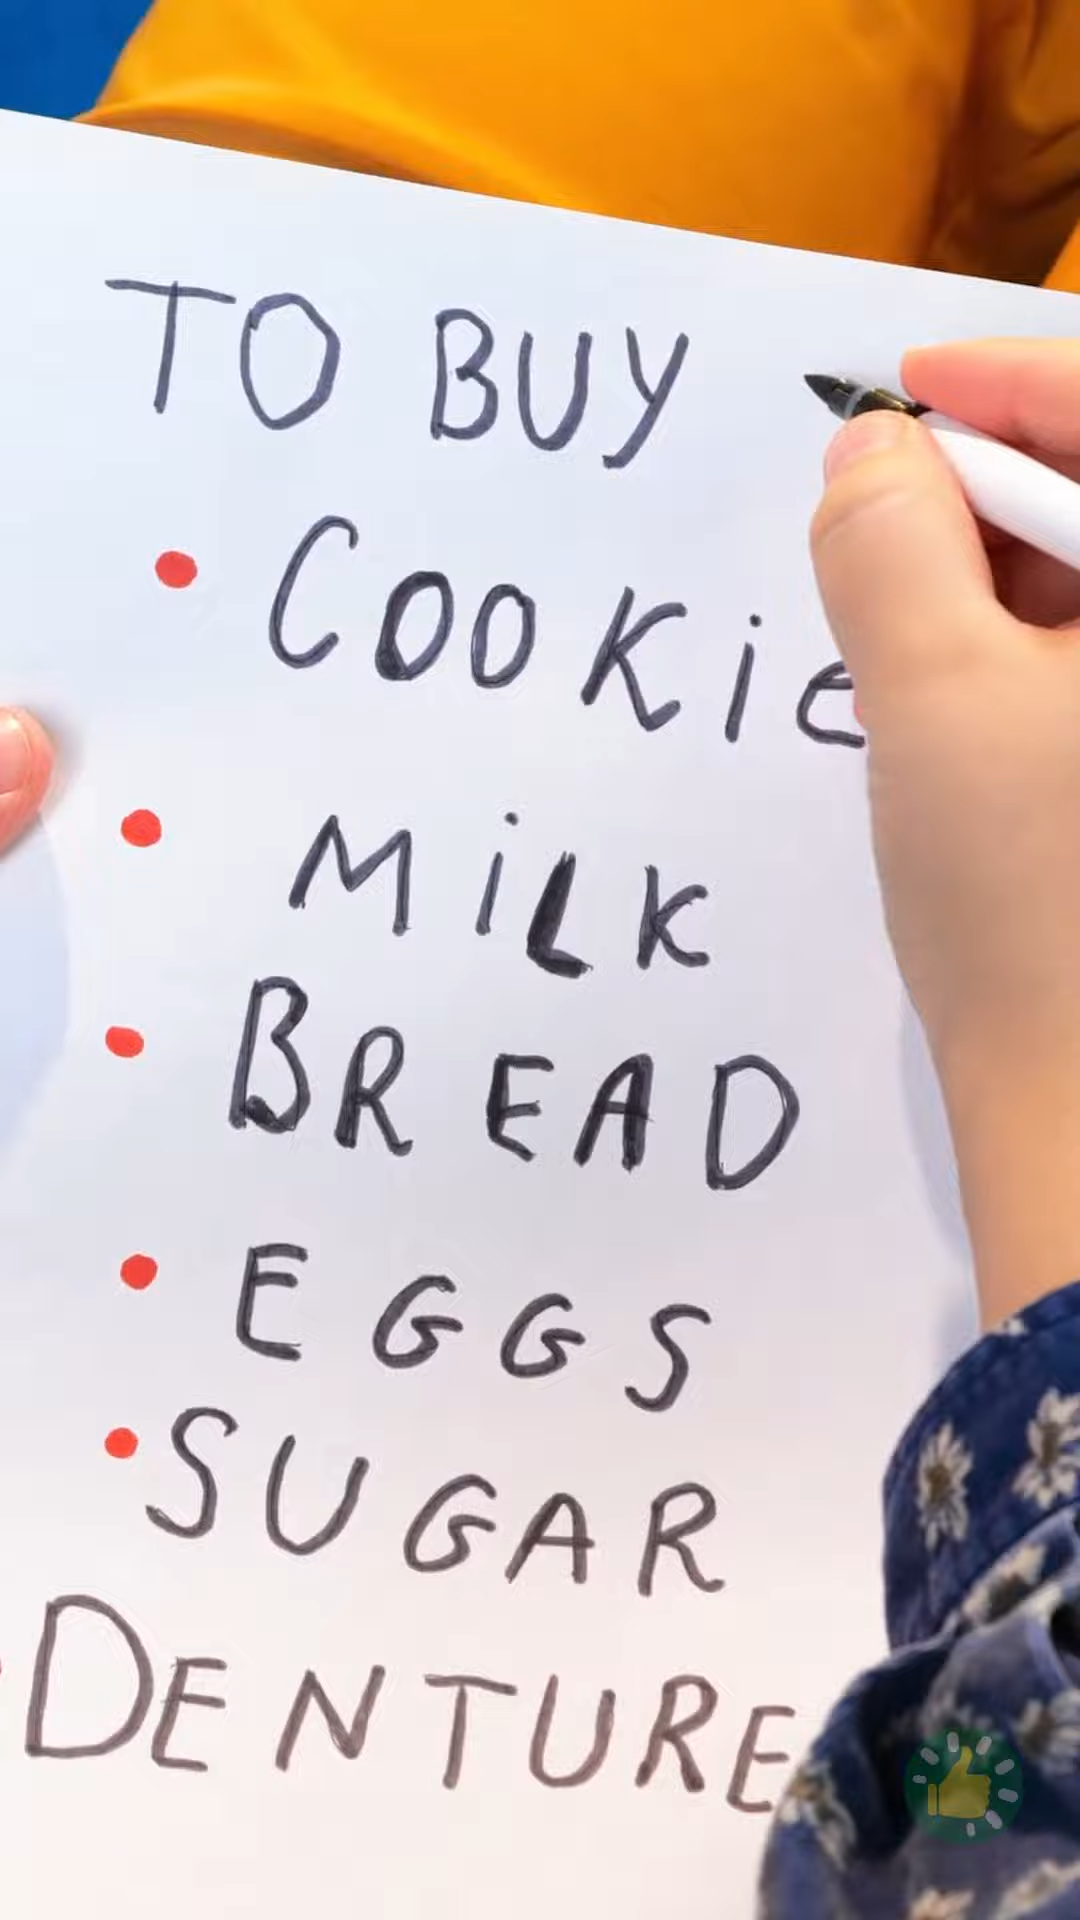 TO BUY
• COOKie
• MiLK
• BREAD
• EGGS
• SUGAR
DENTURE